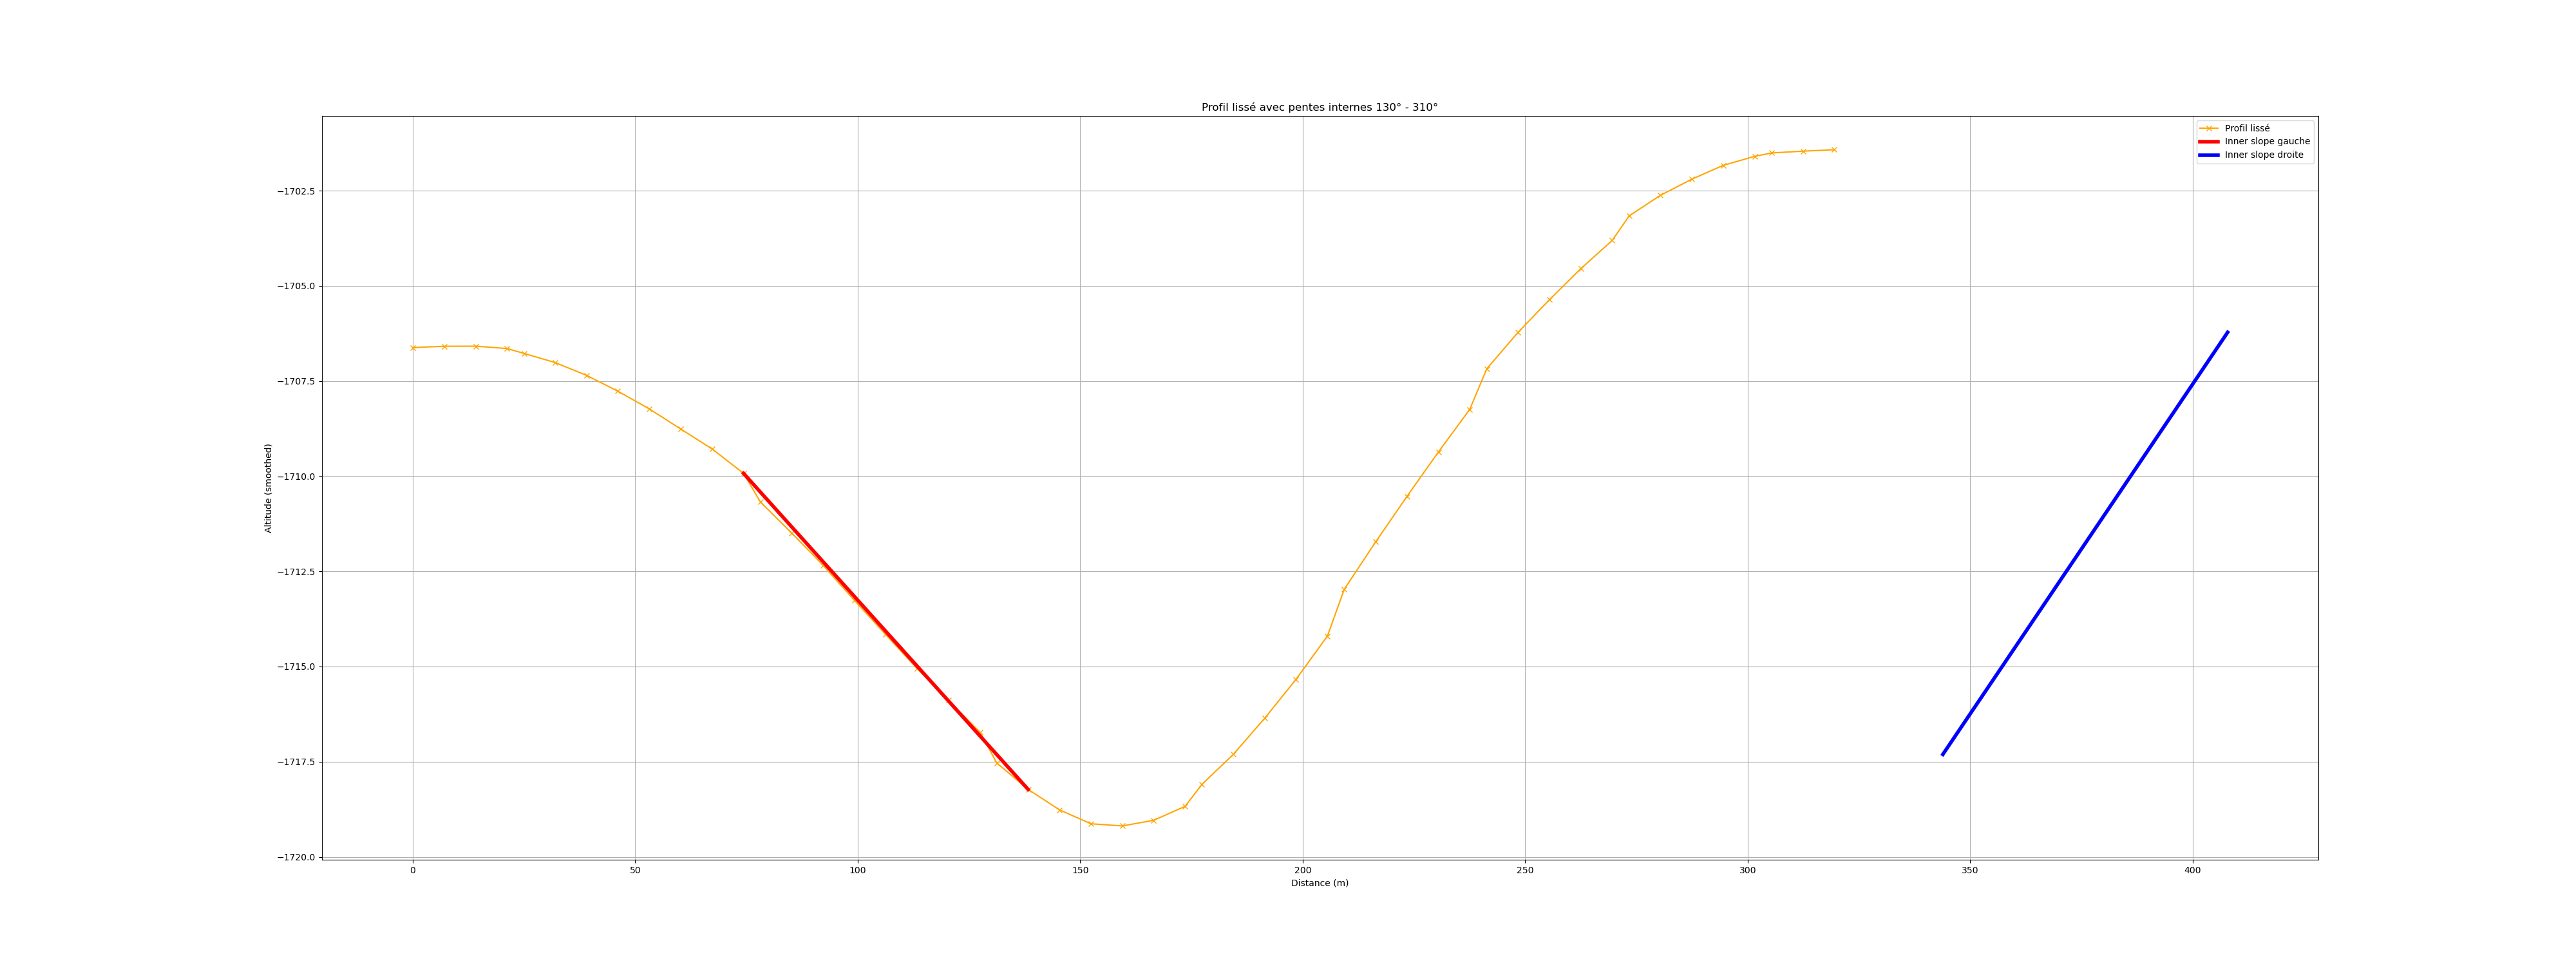 Profil lissé avec pentes internes 130° - 310°
Profil lissé
Inner slope gauche
Inner slope droite
Altitude (smoothed)
−1702.5
−1705.0
−1707.5
−1710.0
−1712.5
−1715.0
−1717.5
−1720.0
0
50
100
150
200
250
300
350
400
Distance (m)